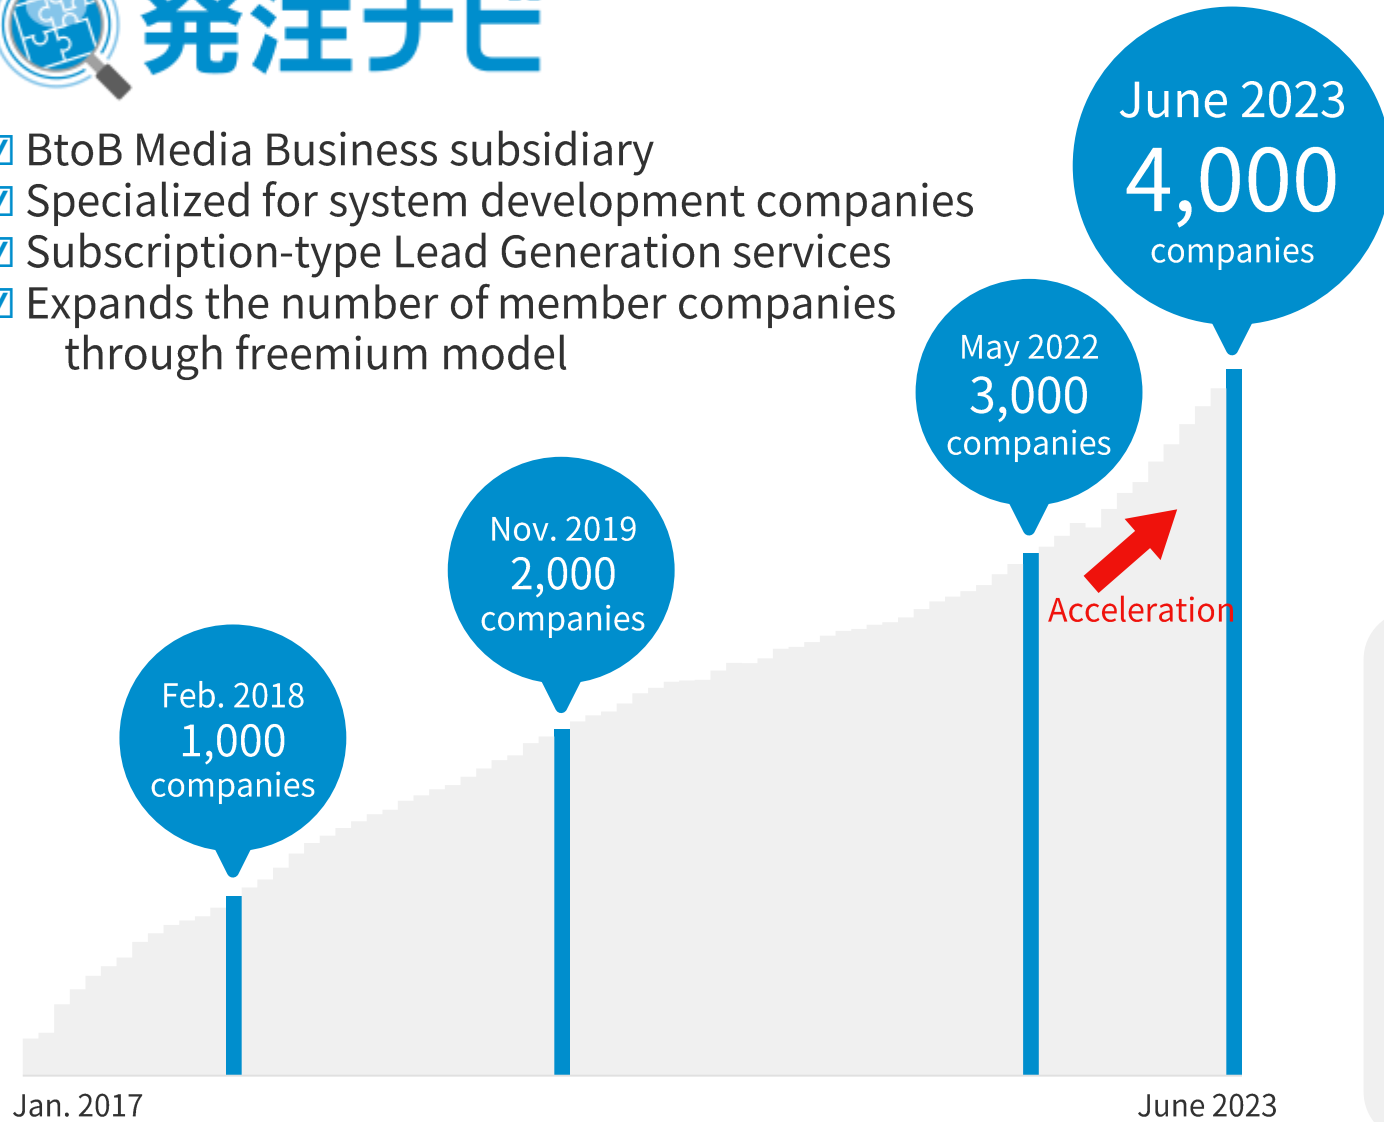 発注ナビ
BtoB Media Business subsidiary
Specialized for system development companies
Subscription-type Lead Generation services
Expands the number of member companies
through freemium model
June 2023
4,000
companies
May 2022
3,000
companies
Nov. 2019
2,000
companies
Feb. 2018
1,000
companies
Acceleration
Jan. 2017
June 2023